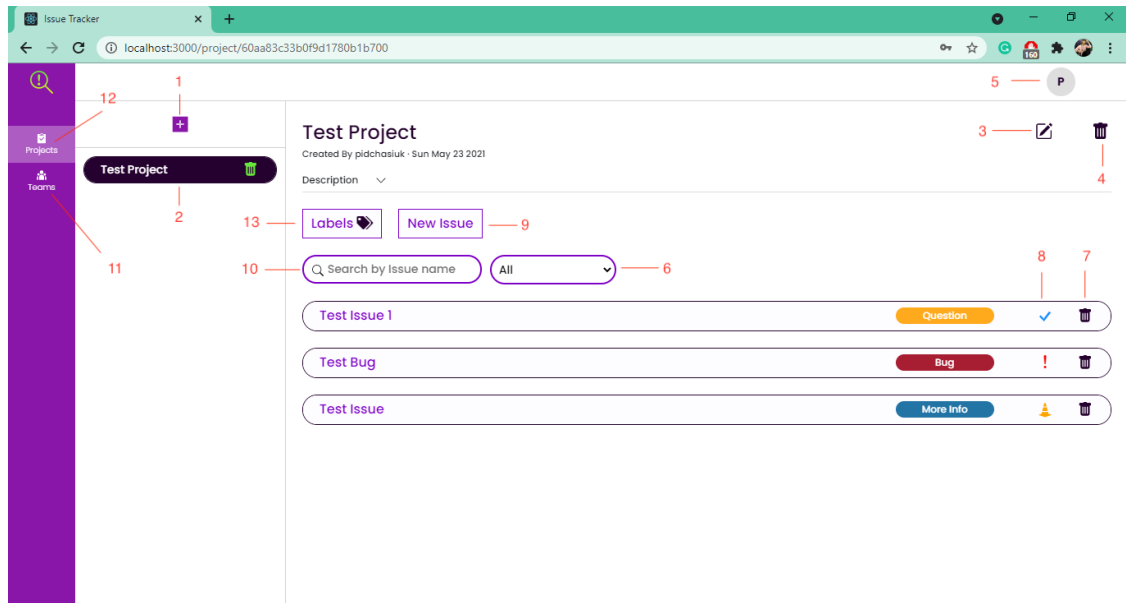 Issue Tracker
localhost:3000/project/60aa83c33b0f9d1780b1b700
160
1
5
P
12
Projects
Test Project
3
Created By pidchasiuk · Sun May 23 2021
Test Project
Teams
Description
4
2
13
Labels
New Issue
9
11
10
Search by Issue name
All
6
8
7
Test Issue 1
Question
Test Bug
Bug
!
Test Issue
More Info